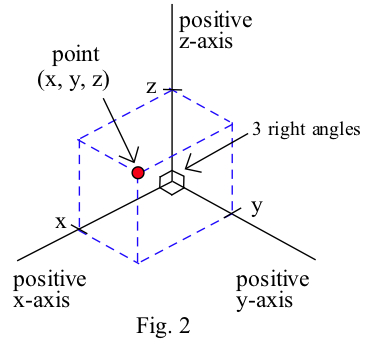 positive
z-axis
point
(x, y, z)
z
3 right angles
x
y
positive
x-axis
positive
y-axis
Fig. 2